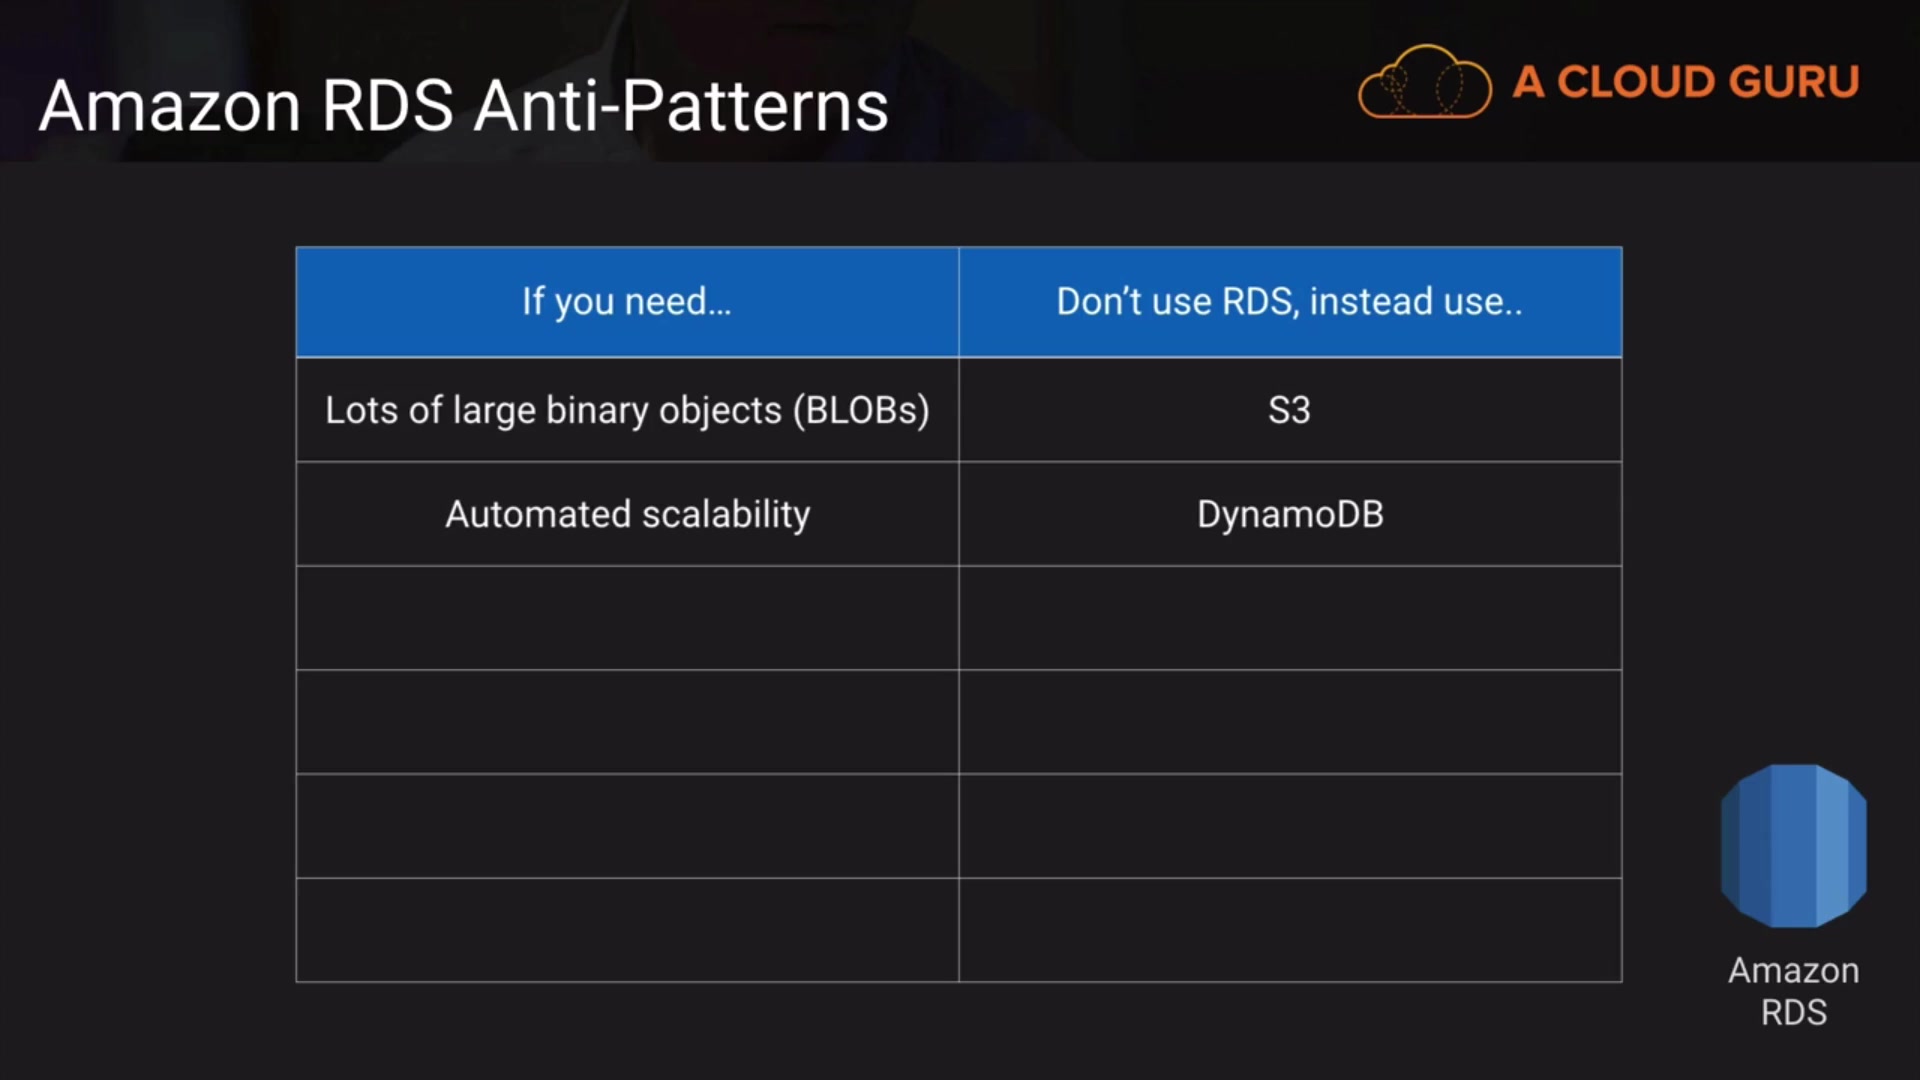 Amazon RDS Anti-Patterns
A CLOUD GURU
If you need...
Don't use RDS, instead use..
Lots of large binary objects (BLOBs)
S3
Automated scalability
DynamoDB
Amazon
RDS